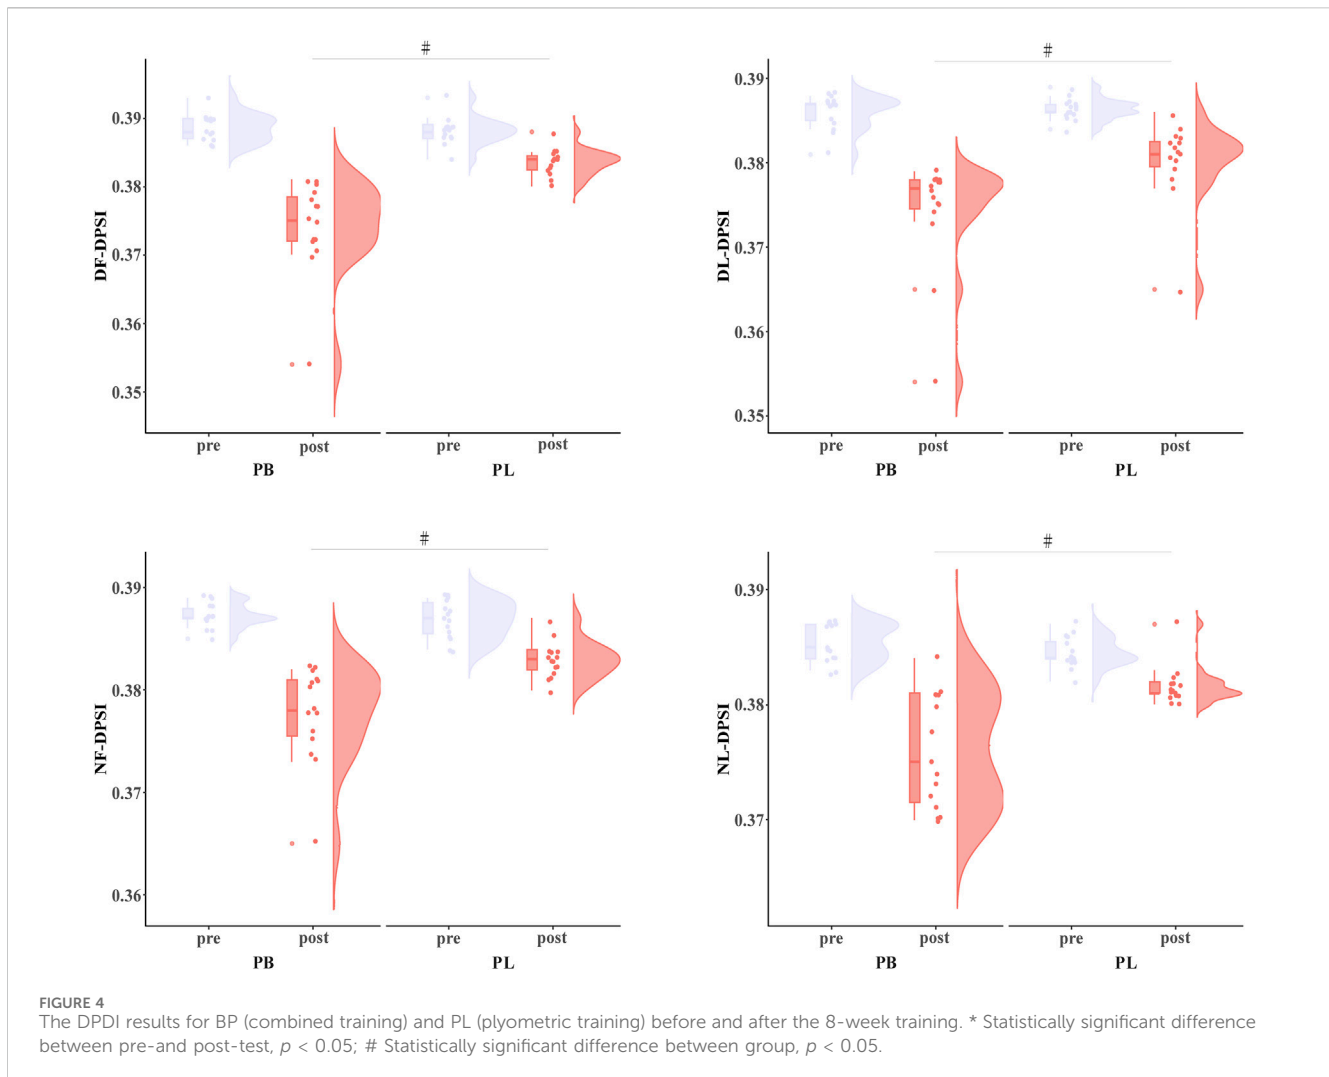 #
#
DF-DPSI
0.39
0.38
0.37
0.36
0.35
pre
post
pre
post
PB
PL
DL-DPSI
0.39
0.38
0.37
0.36
0.35
pre
post
pre
post
PB
PL
#
#
NF-DPSI
0.39
0.38
0.37
0.36
pre
post
pre
post
PB
PL
NL-DPSI
0.39
0.38
0.37
pre
post
pre
post
PB
PL
FIGURE 4
The DPDI results for BP (combined training) and PL (plyometric training) before and after the 8-week training. * Statistically significant difference
between pre-and post-test, p < 0.05; # Statistically significant difference between group, p < 0.05.